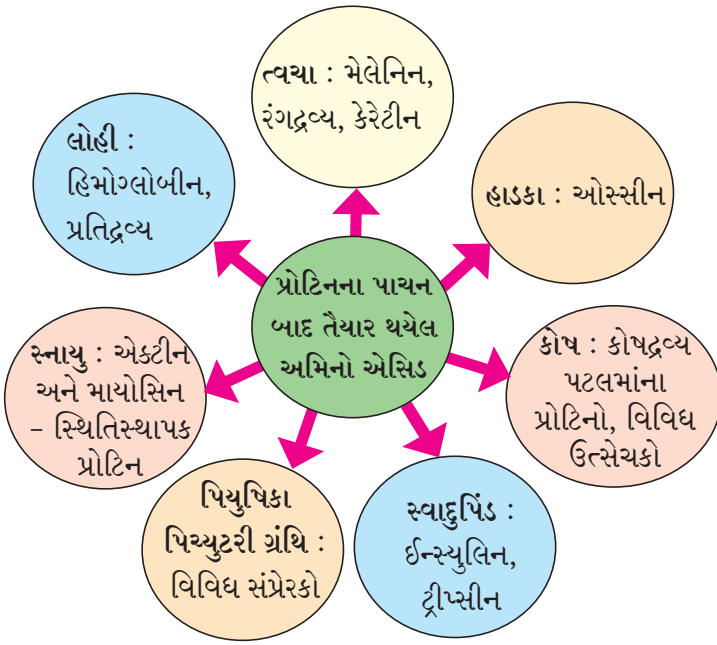 ત્વચા : મેલેનિન,
રંગદ્રવ્ય, કેરેટીન
હાડકા : ઓસ્સીન
કોષ : કોષદ્રવ્ય
પટલમાંના
પ્રોટિનો, વિવિધ
ઉત્સેચકો
સ્વાદુપિંડ :
ઈન્સ્યુલિન,
ટ્રીપ્સીન
પિયુષિકા
પિચ્યુટરી ગ્રંથિ :
વિવિધ સંપ્રેરકો
સ્નાયુ : એક્ટીન
અને માયોસિન
– સ્થિતિસ્થાપક
પ્રોટિન
લોહી :
હિમોગ્લોબીન,
પ્રતિદ્રવ્ય
પ્રોટિનના પાચન
બાદ તૈયાર થયેલ
અમિનો એસિડ